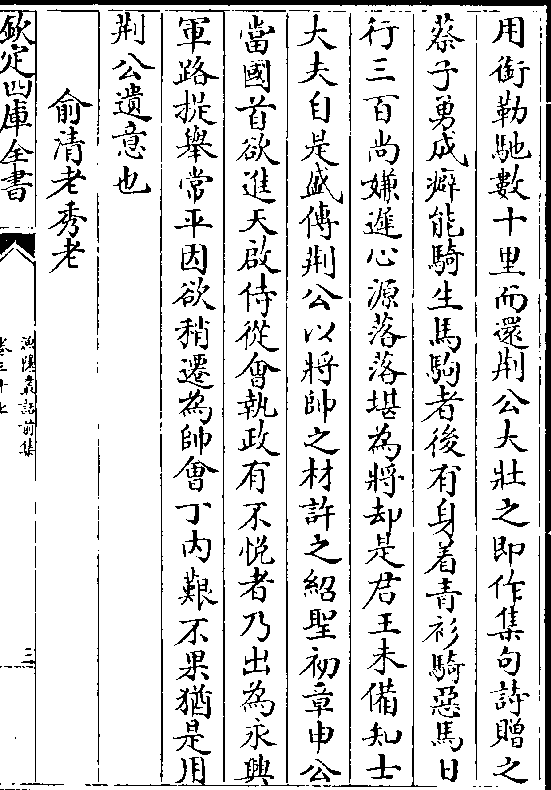 用銜勒馳數十里而還荆公大壯之即作集句詩贈之
蔡子勇成癖能騎生馬駒者後有身着青衫騎惡馬日
行三百尚嫌遲心源落落堪為將却是君王未備知士
大夫自是盛傳荆公以將帥之材許之紹聖初章申公
當國首欲進天啟侍從會執政有不悅者乃出為永興
軍路提舉常平因欲稍遷為帥會丁内艱不果猶是用
荆公遺意也
俞清老秀老
欽定四庫全書
漁隱叢話前集
卷三十七
三